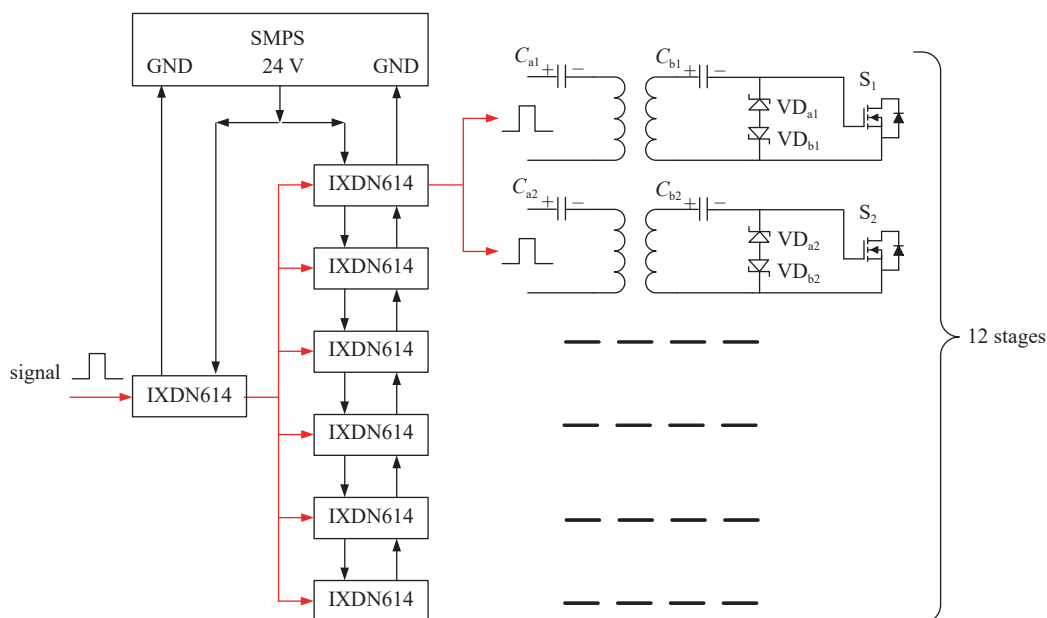 SMPS
24 V
GND
GND
IXDN614
IXDN614
IXDN614
IXDN614
IXDN614
IXDN614
signal
IXDN614
Ca1
+ −
Cb1
+ −
VDa1
VDb1
S1
Ca2
+ −
Cb2
+ −
VDa2
VDb2
S2
12 stages